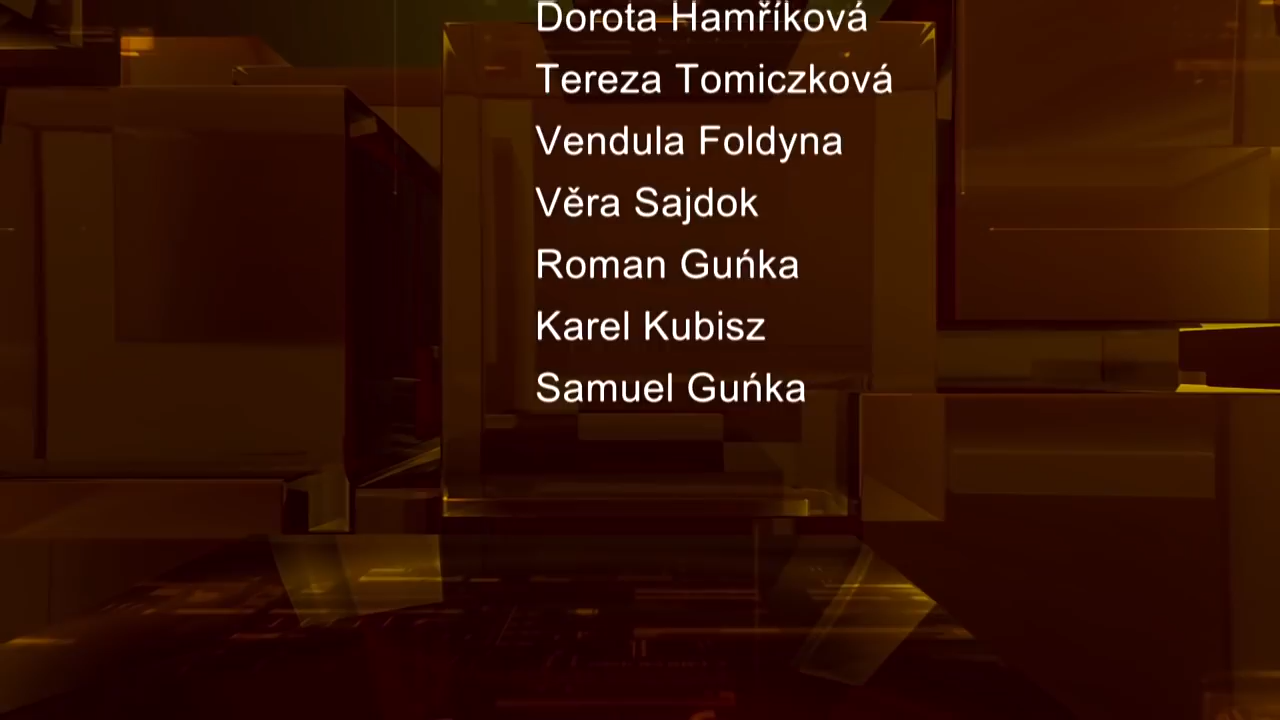 Dorota Hamříková
Tereza Tomiczková
Vendula Foldyna
Věra Sajdok
Roman Guńka
Karel Kubisz
Samuel Guńka